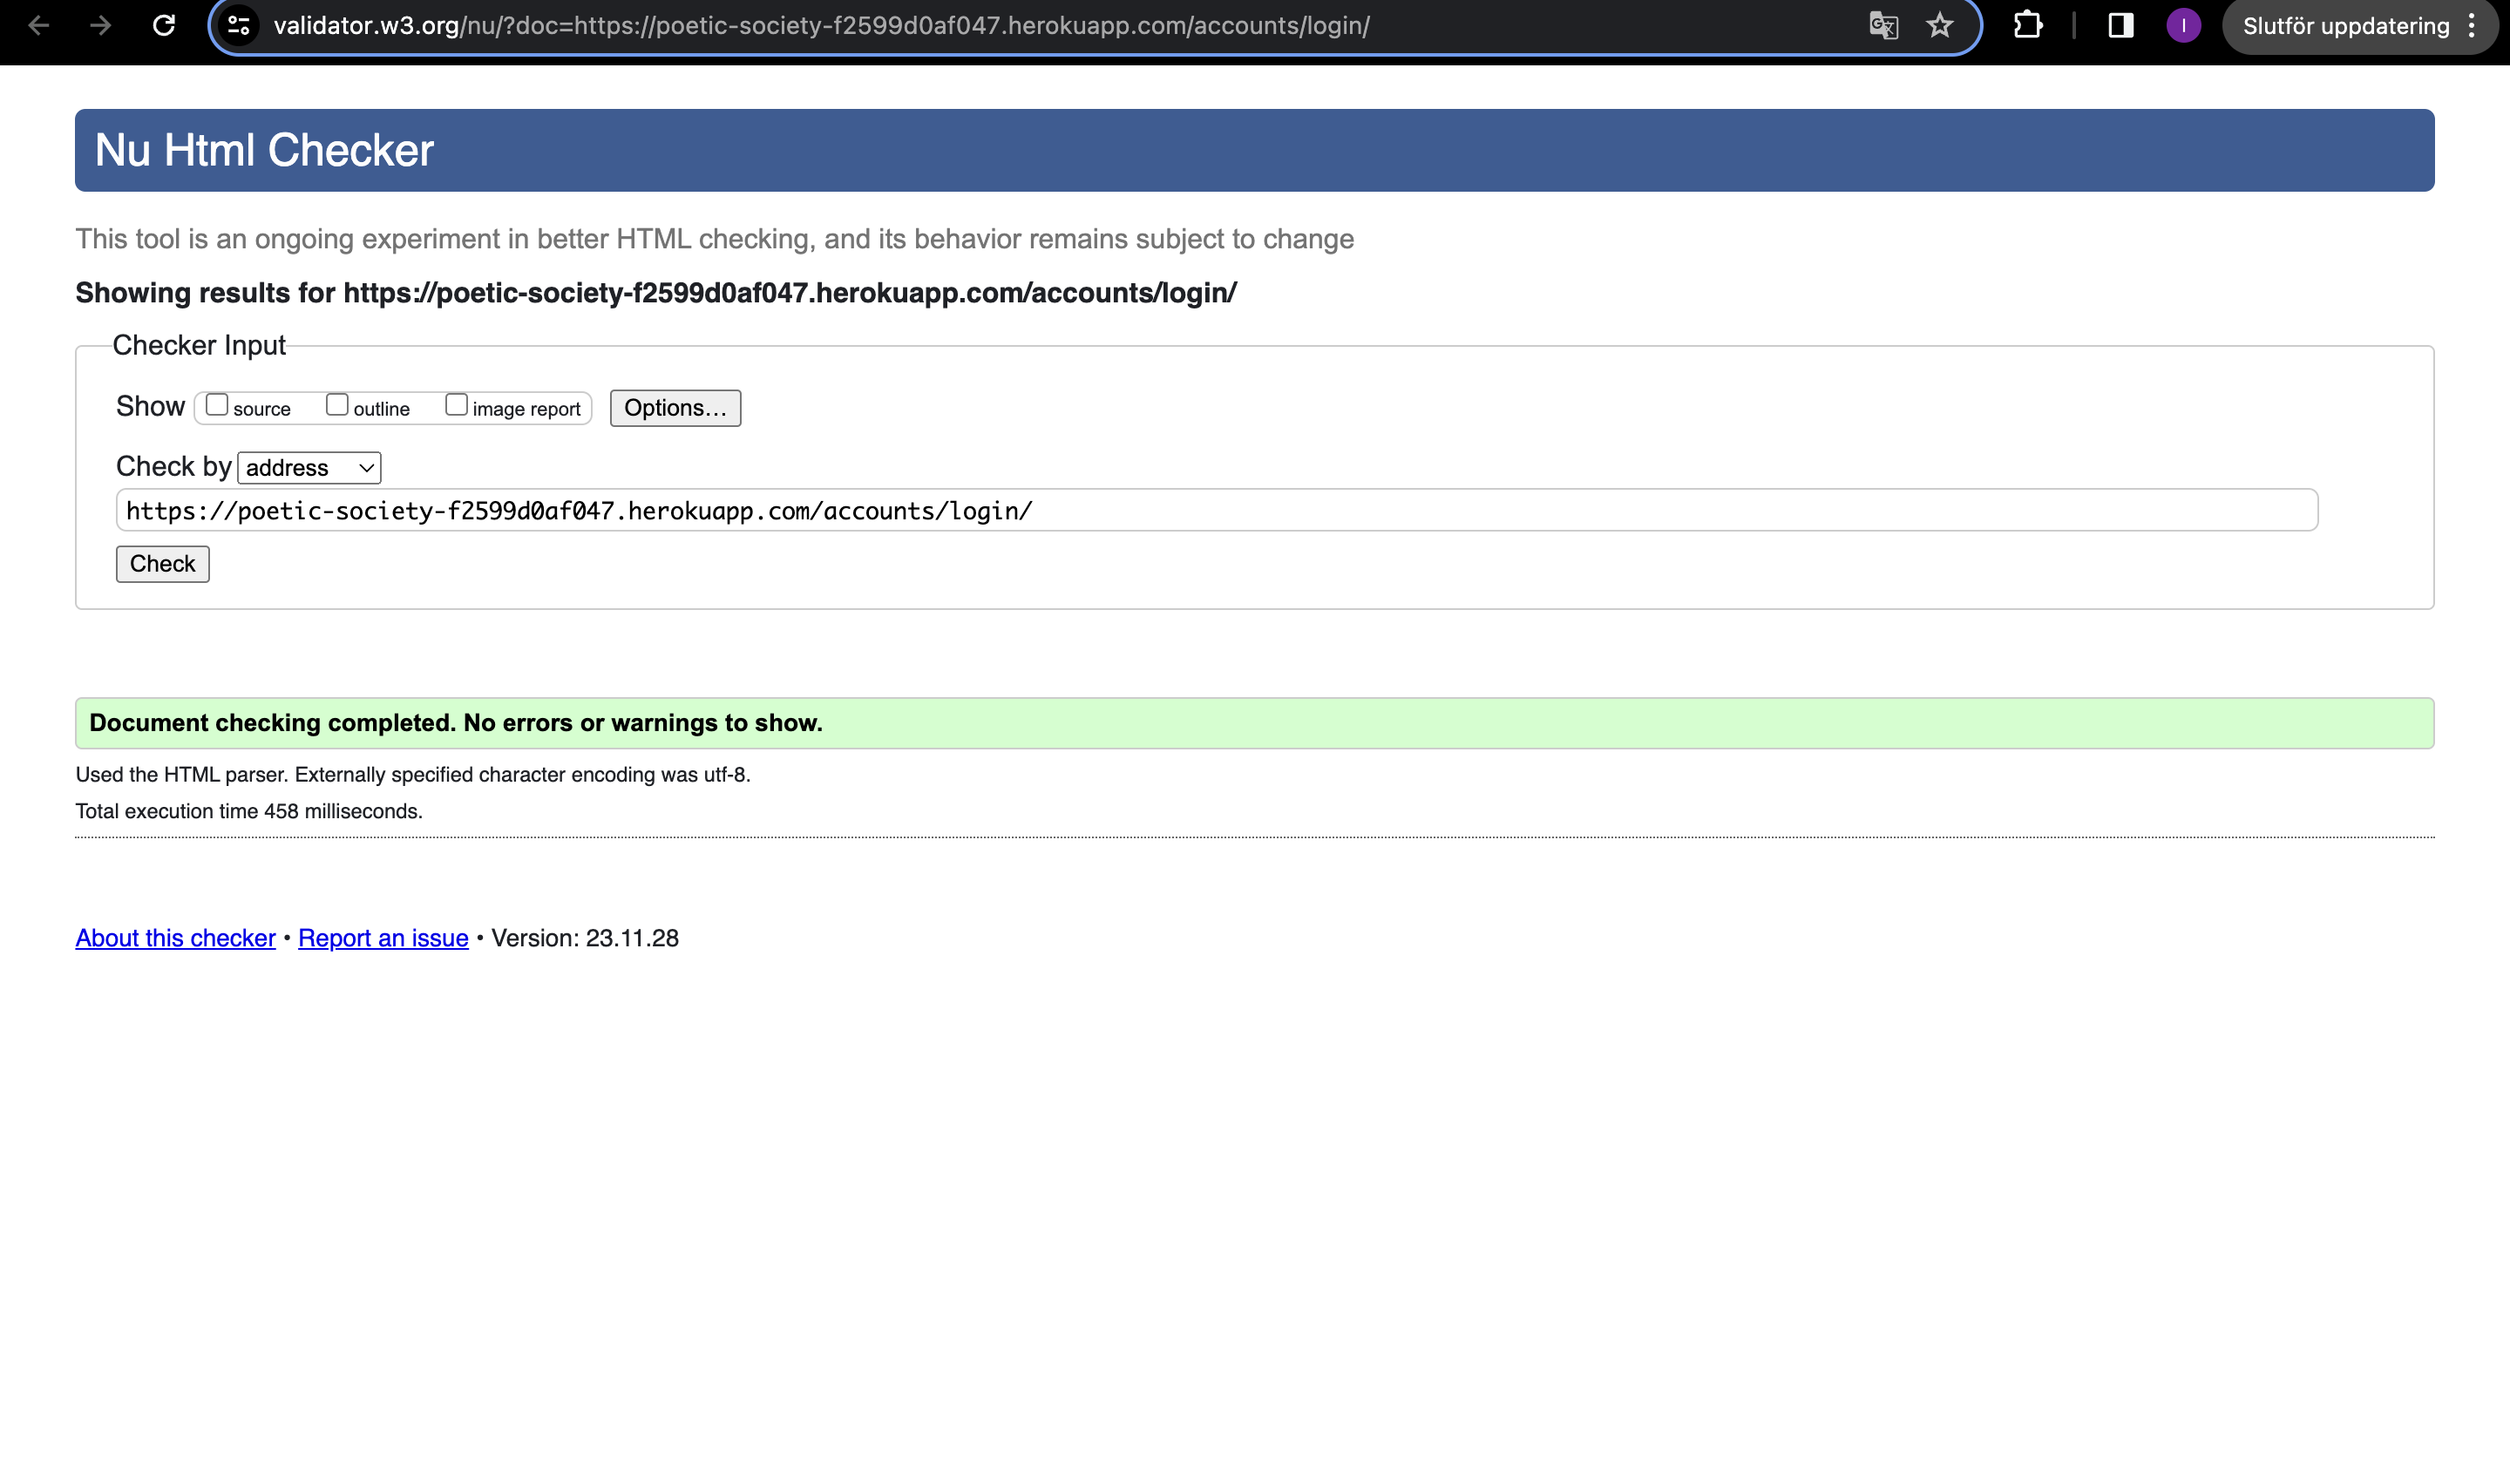 validator.w3.org/nu/?doc=https://poetic-society-f2599d0af047.herokuapp.com/accounts/login/
I
Slutför uppdatering
Nu Html Checker
This tool is an ongoing experiment in better HTML checking, and its behavior remains subject to change
Showing results for https://poetic-society-f2599d0af047.herokuapp.com/accounts/login/
Checker Input
Show source outline image report Options…
Check by address
https://poetic-society-f2599d0af047.herokuapp.com/accounts/login/
Check
Document checking completed. No errors or warnings to show.
Used the HTML parser. Externally specified character encoding was utf-8.
Total execution time 458 milliseconds.
About this checker • Report an issue • Version: 23.11.28